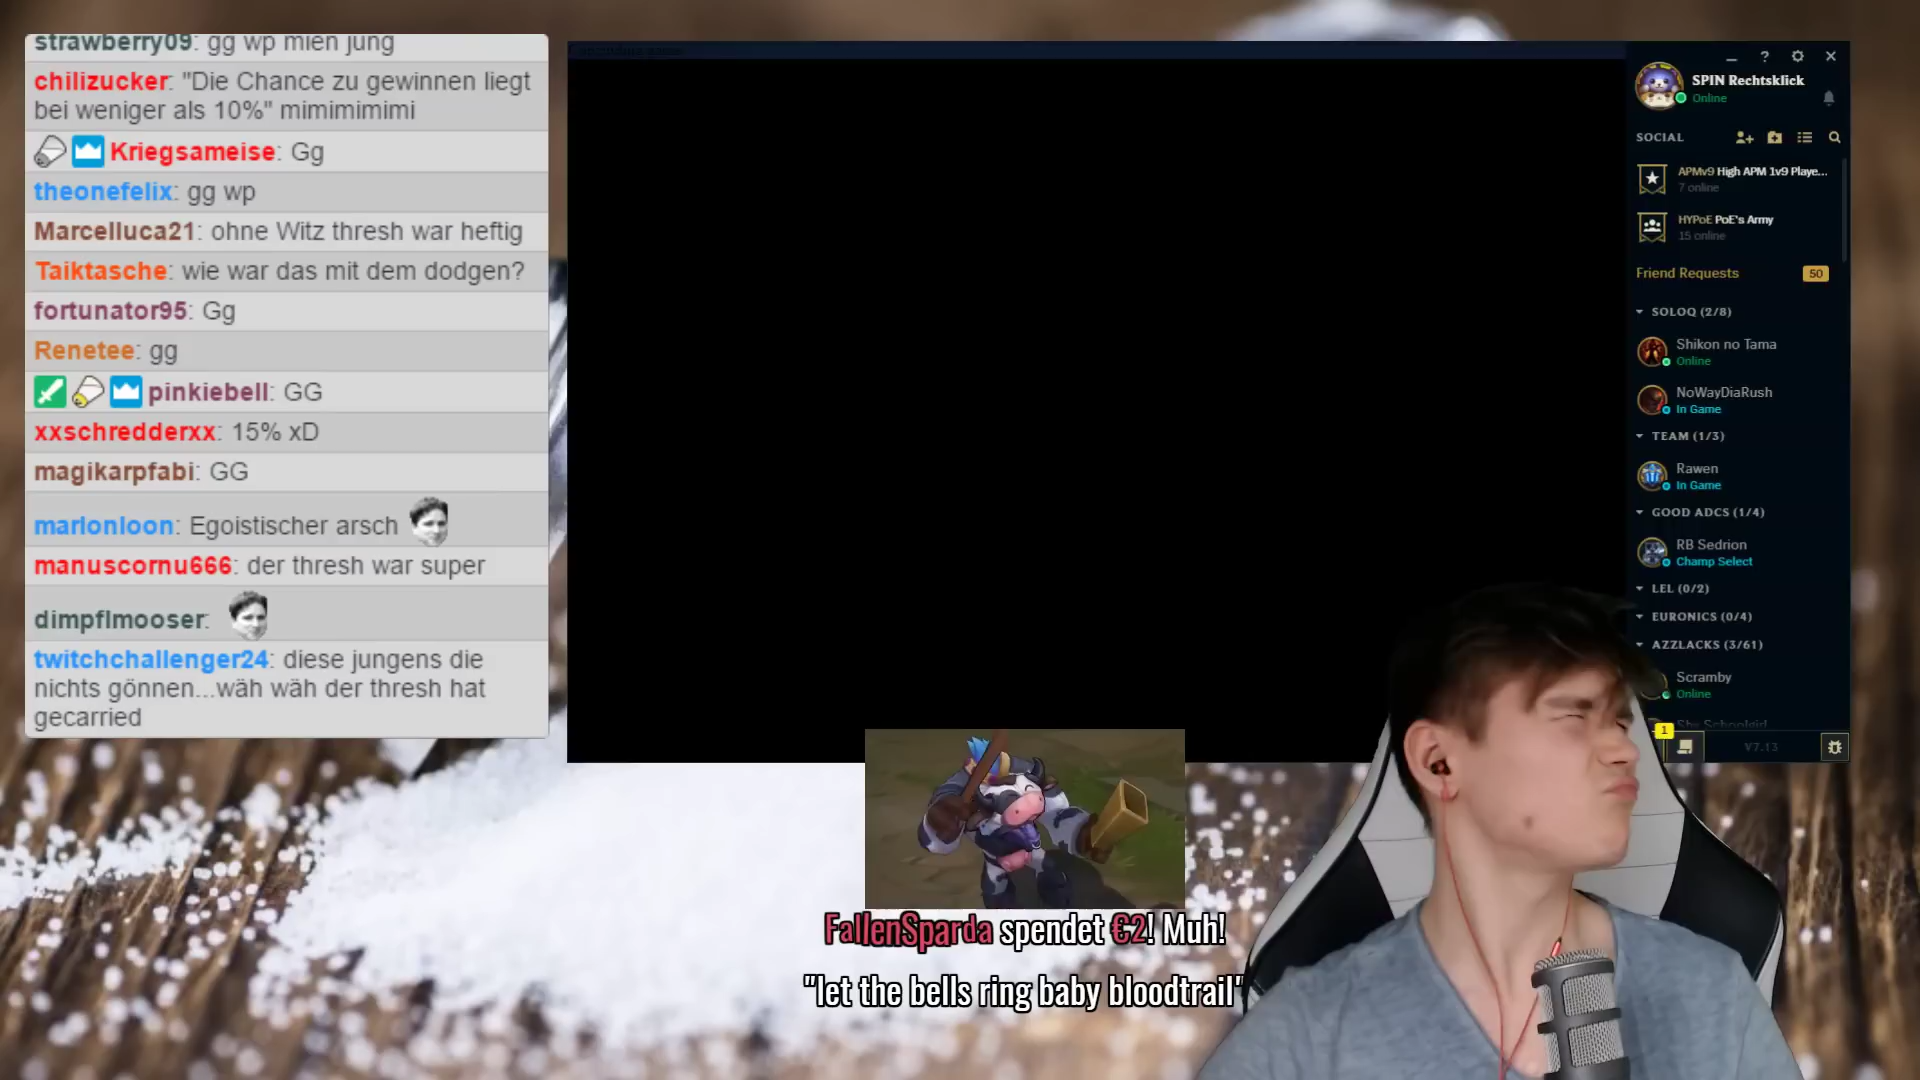 strawberry09: gg wp mien jung
chilizucker: "Die Chance zu gewinnen liegt
bei weniger als 10%" mimimimimi
Kriegsameise: Gg
theonefelix: gg wp
Marcelluca21: ohne Witz thresh war heftig
Taiktasche: wie war das mit dem dodgen?
fortunator95: Gg
Renetee: gg
pinkiebell: GG
xxschredderxx: 15% xD
magikarpfabi: GG
marlonloon: Egoistischer arsch
manuscornu666: der thresh war super
dimpflmooser:
twitchchallenger24: diese jungens die
nichts gönnen...wäh wäh der thresh hat
gecarried
?
SPIN Rechtsklick
Online
SOCIAL
APMv9 High APM 1v9 Playe...
7 online
HYPoE PoE's Army
15 online
Friend Requests 50
SOLOQ (2/8)
Shikon no Tama
Online
NoWayDiaRush
In Game
TEAM (1/3)
Rawen
In Game
GOOD ADCS (1/4)
RB Sedrion
Champ Select
LEL (0/2)
EURONICS (0/4)
AZZLACKS (3/61)
Scramby
Online
She Schoolgirl
1
V7.13
FallenSparda spendet €2! Muh!
"let the bells ring baby bloodtrail"